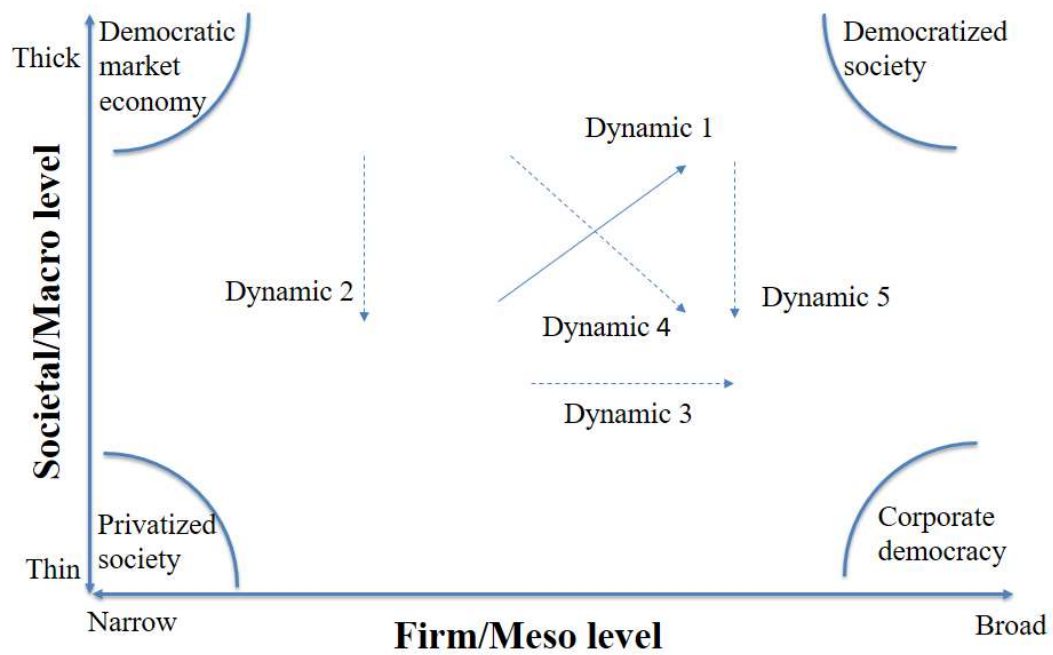 Democratic
market
economy
Thick
Democratized
society
Dynamic 1
Societal/Macro level
Dynamic 2
Dynamic 5
Dynamic 4
Dynamic 3
Privatized
society
Corporate
democracy
Thin
Narrow
Firm/Meso level
Broad